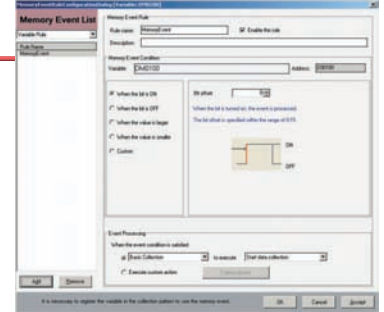 Memory Event List
Variable Rule
Rule Name
MemoryEvent
Add
Remove
Memory Event Rule
Rule name MemoryEvent
Enable the rule
Description
Memory Event Condition
Variable DM0100
Address
When the bit is ON
When the bit is OFF
When the value is larger
When the value is smaller
Custom
Bit offset
When the bit is turned on, the event is processed.
The bit offset is specified within the range of 0-15.
ON
OFF
Event Processing
When the event condition is satisfied
Basic Collection to execute Start data collection
Execute custom action
It is necessary to register the variable in the collection pattern to use the memory event.
OK
Cancel
Accept